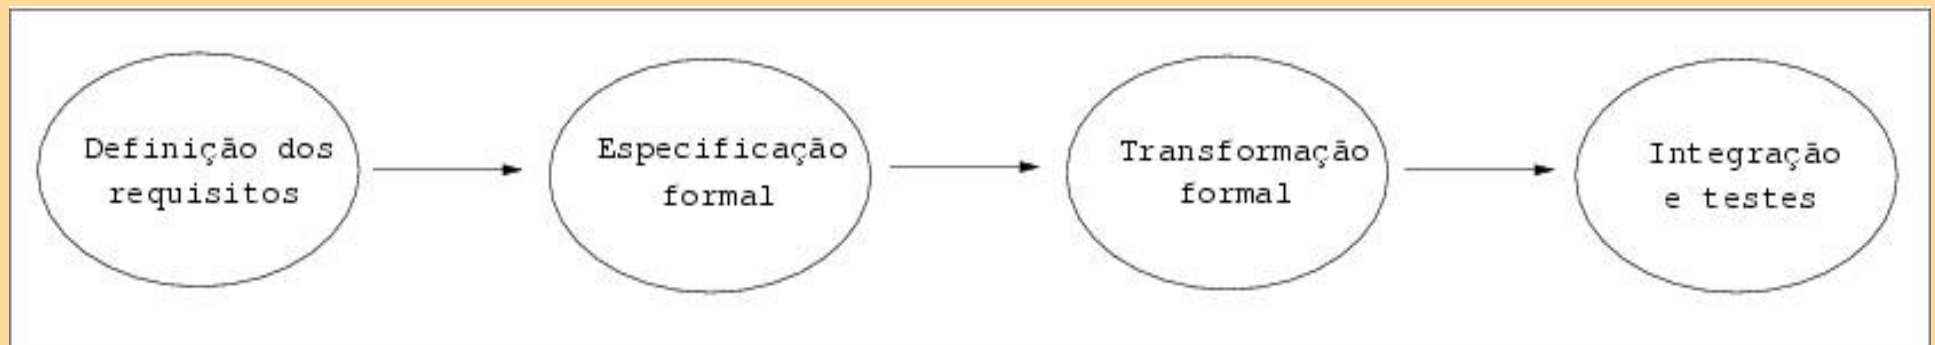 Definição dos
requisitos
Especificação
formal
Transformação
formal
Integração
e testes